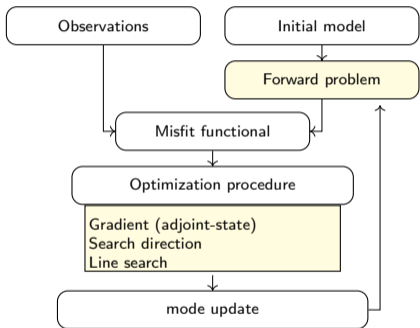 Observations
Initial model
Forward problem
Misfit functional
Optimization procedure
Gradient (adjoint-state)
Search direction
Line search
mode update